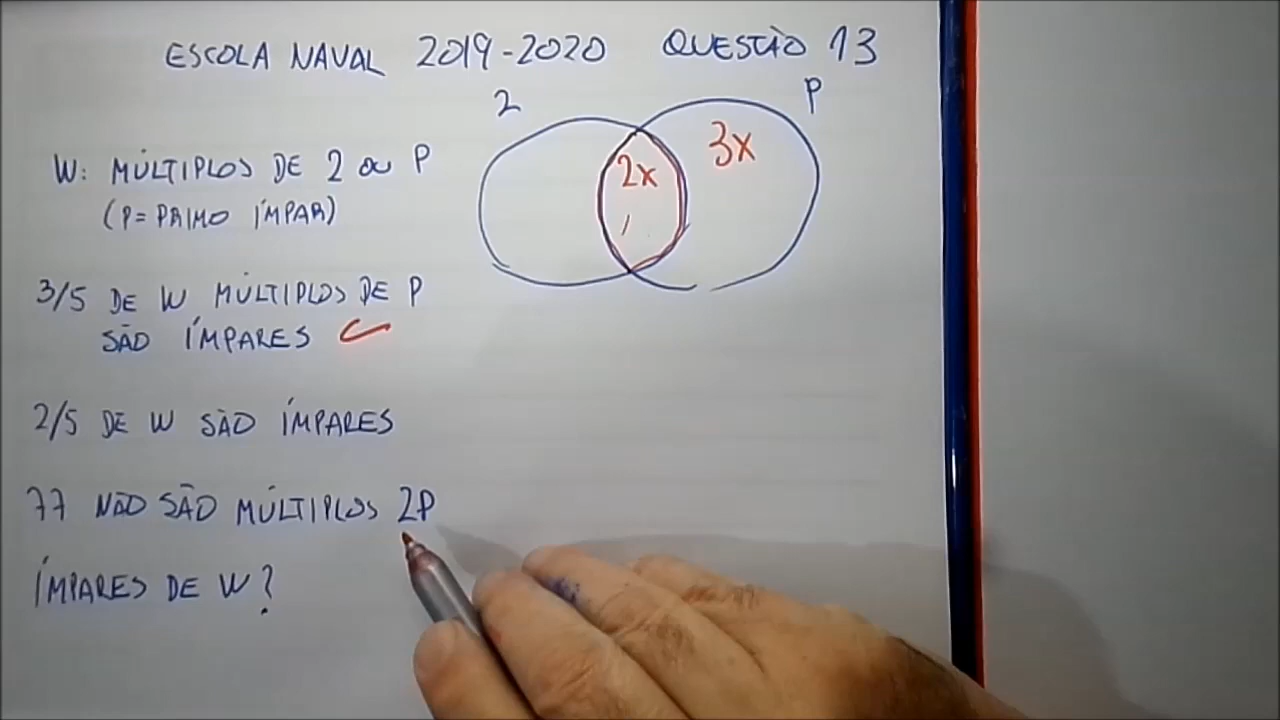 ESCOLA NAVAL 2019-2020 QUESTÃO 13
2 P
2x 3x
W: MÚLTIPLOS DE 2 OU P
(P= PRIMO ÍMPAR)
3/5 DE W MÚLTIPLOS DE P
SÃO ÍMPARES
2/5 DE W SÃO ÍMPARES
77 NÃO SÃO MÚLTIPLOS 2P
ÍMPARES DE W?